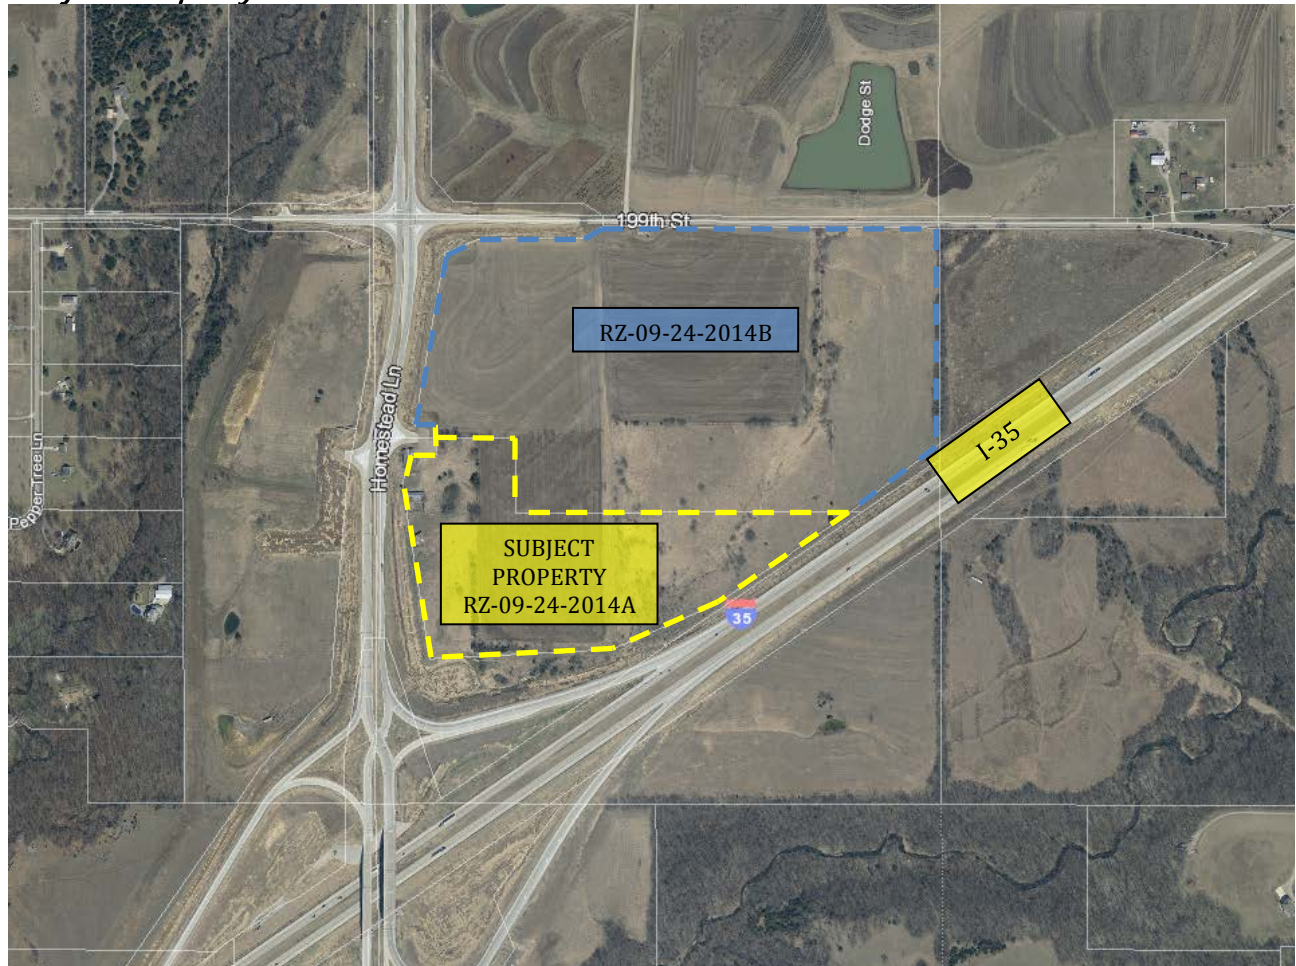 Dodge St
199th St
RZ-09-24-2014B
Homestead Ln
I-35
Pepper Tree Ln
SUBJECT
PROPERTY
RZ-09-24-2014A
35